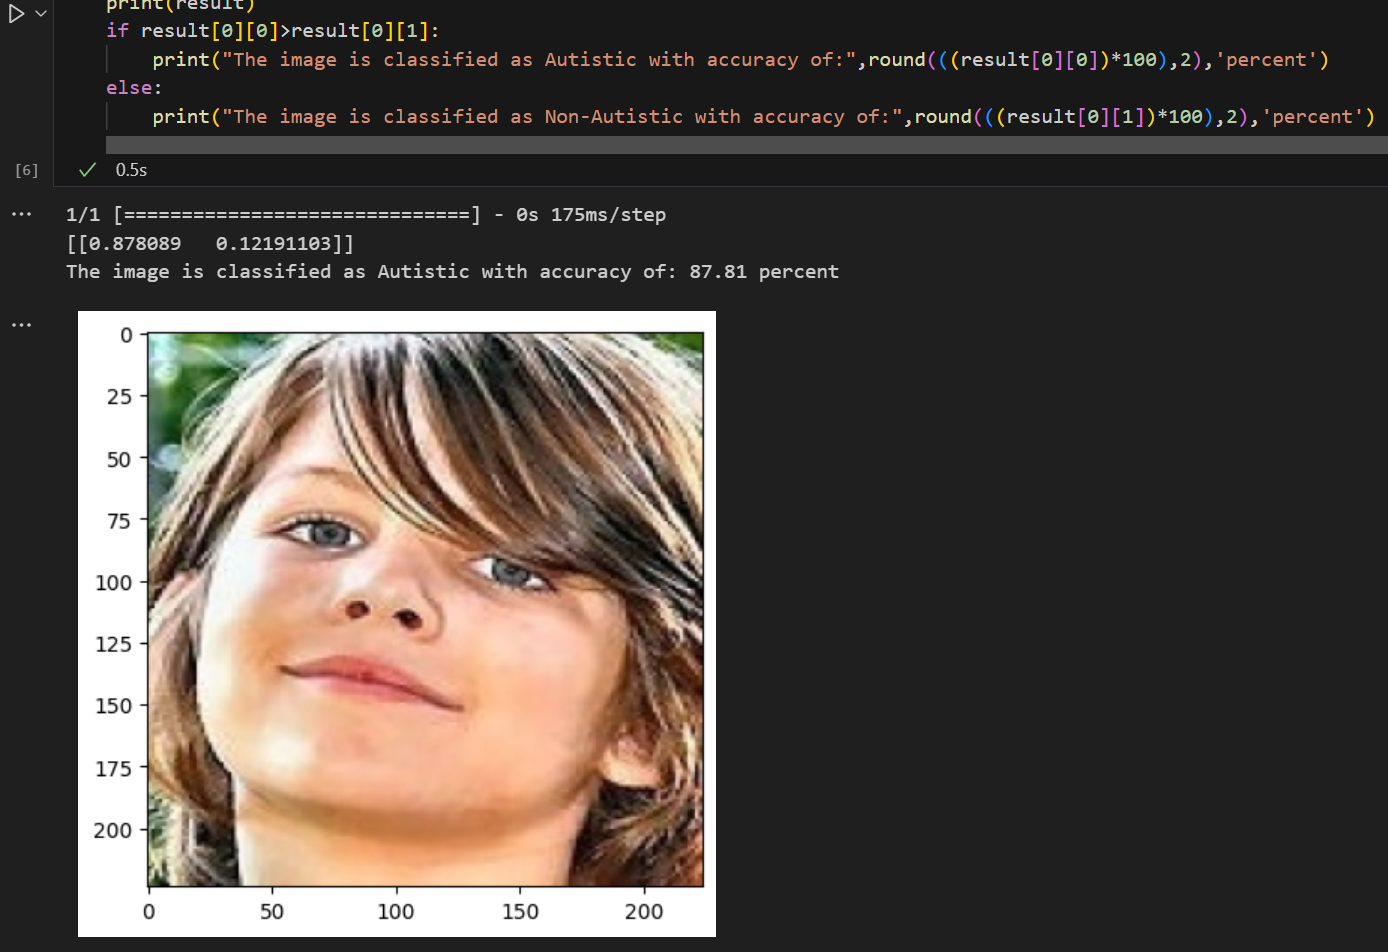 print(result)
if result[0][0]>result[0][1]:
print("The image is classified as Autistic with accuracy of:",round(((result[0][0])*100),2),'percent')
else:
print("The image is classified as Non-Autistic with accuracy of:",round(((result[0][1])*100),2),'percent')
[6]
0.5s
1/1 [==============================] - 0s 175ms/step
[[0.878089   0.12191103]]
The image is classified as Autistic with accuracy of: 87.81 percent
0
25
50
75
100
125
150
175
200
0 50 100 150 200